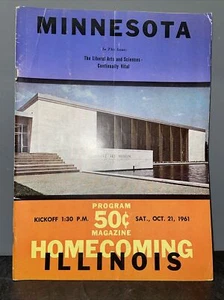 MINNESOTA
In This Issue:
The Liberal Arts and Sciences -
Continually Vital
PROGRAM
KICKOFF 1:30 P.M. 50¢ SAT., OCT. 21, 1961
MAGAZINE
HOMECOMING
ILLINOIS